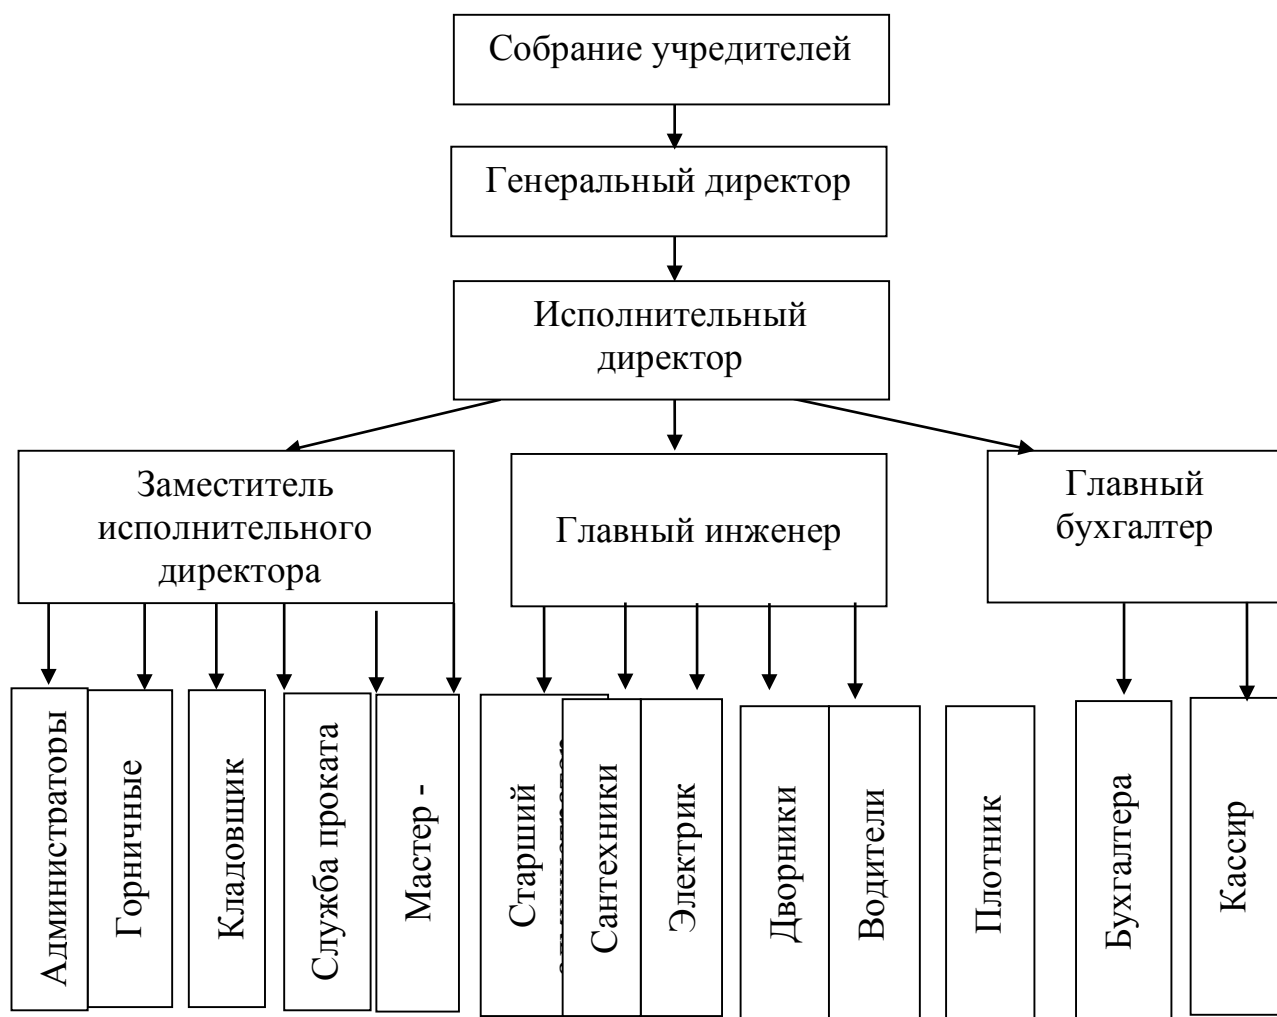 Собрание учредителей
Генеральный директор
Исполнительный
директор
Заместитель
исполнительного
директора
Главный инженер
Главный
бухгалтер
Администраторы
Горничные
Кладовщик
Служба проката
Мастер -
Старший
Сантехники
Электрик
Дворники
Водители
Плотник
Бухгалтера
Кассир